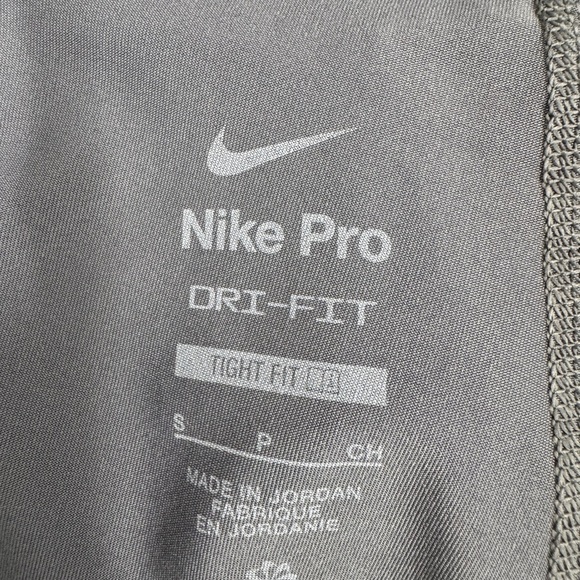 Nike Pro
DRI-FIT
TIGHT FIT
S P CH
MADE IN JORDAN
FABRIQUE
EN JORDANIE